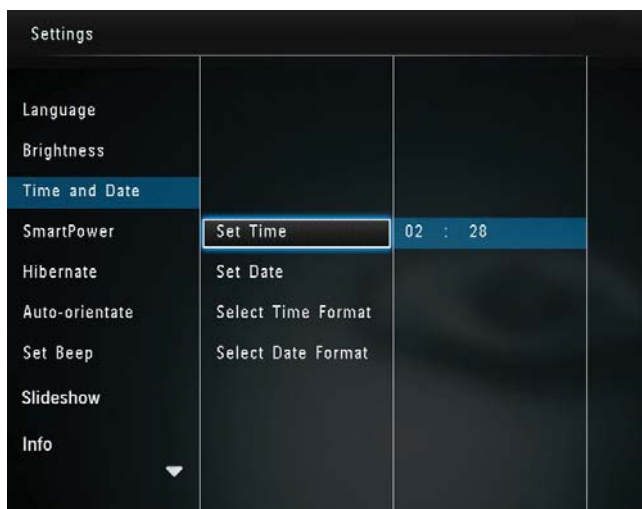 Settings
Language
Brightness
Time and Date
SmartPower
Hibernate
Auto-orientate
Set Beep
Slideshow
Info
Set Time
Set Date
Select Time Format
Select Date Format
02 : 28